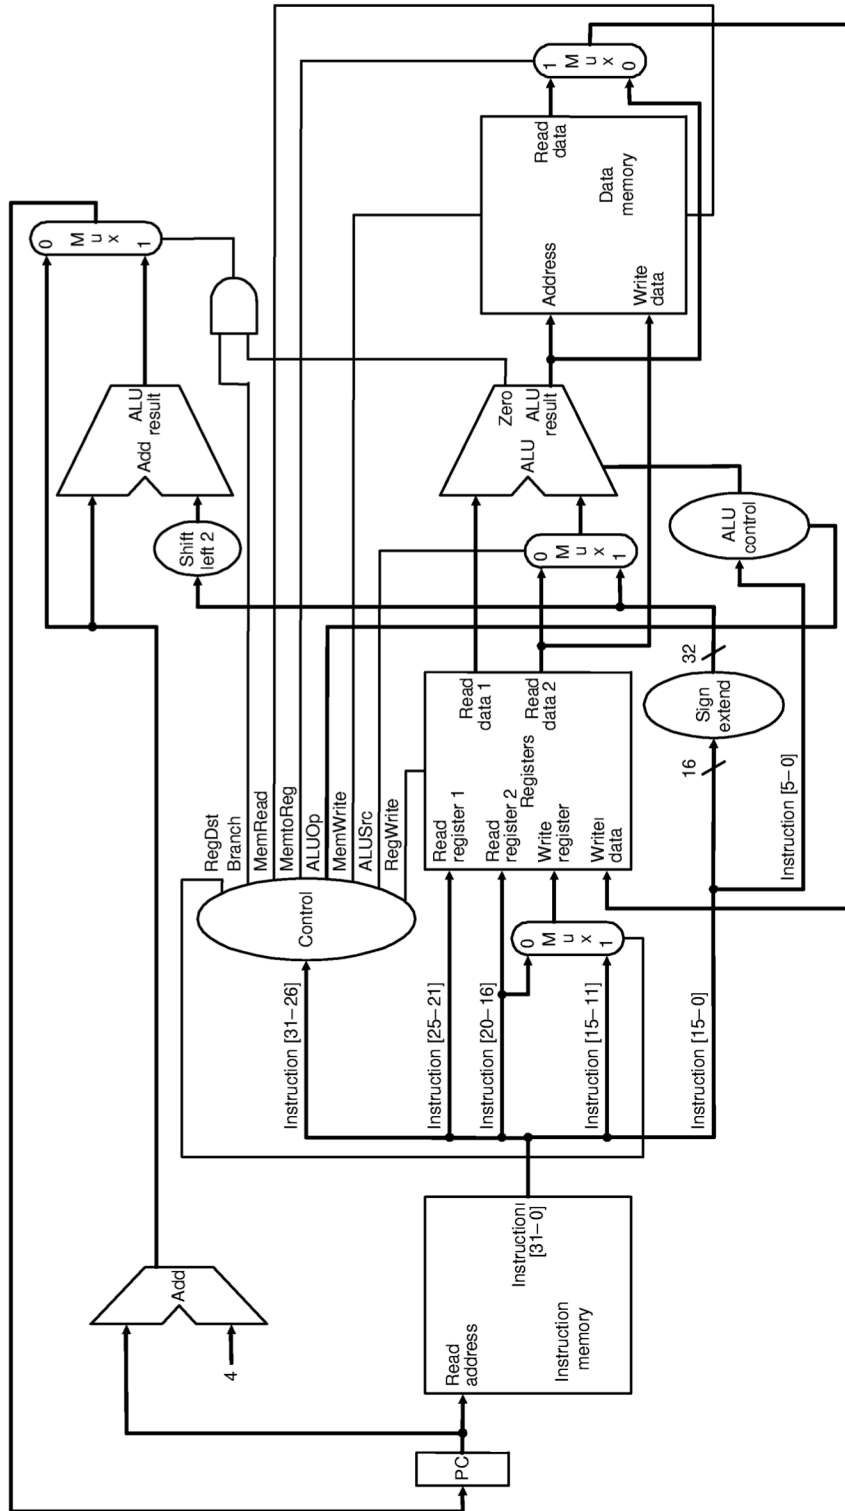 PC
4
Add
Read
address
Instruction
[31–0]
Instruction
memory
Instruction [31–26]
Instruction [25–21]
Instruction [20–16]
Instruction [15–11]
Instruction [15–0]
Instruction [5–0]
Control
RegDst
Branch
MemRead
MemtoReg
ALUOp
MemWrite
ALUSrc
RegWrite
0
M
u
x
1
Read
register 1
Read
register 2
Write
register
Write
data
Registers
Read
data 1
Read
data 2
16
Sign
extend
32
Shift
left 2
0
M
u
x
1
ALU
control
Add
ALU
result
Zero
ALU
ALU
result
0
M
u
x
1
Address
Write
data
Data
memory
Read
data
1
M
u
x
0